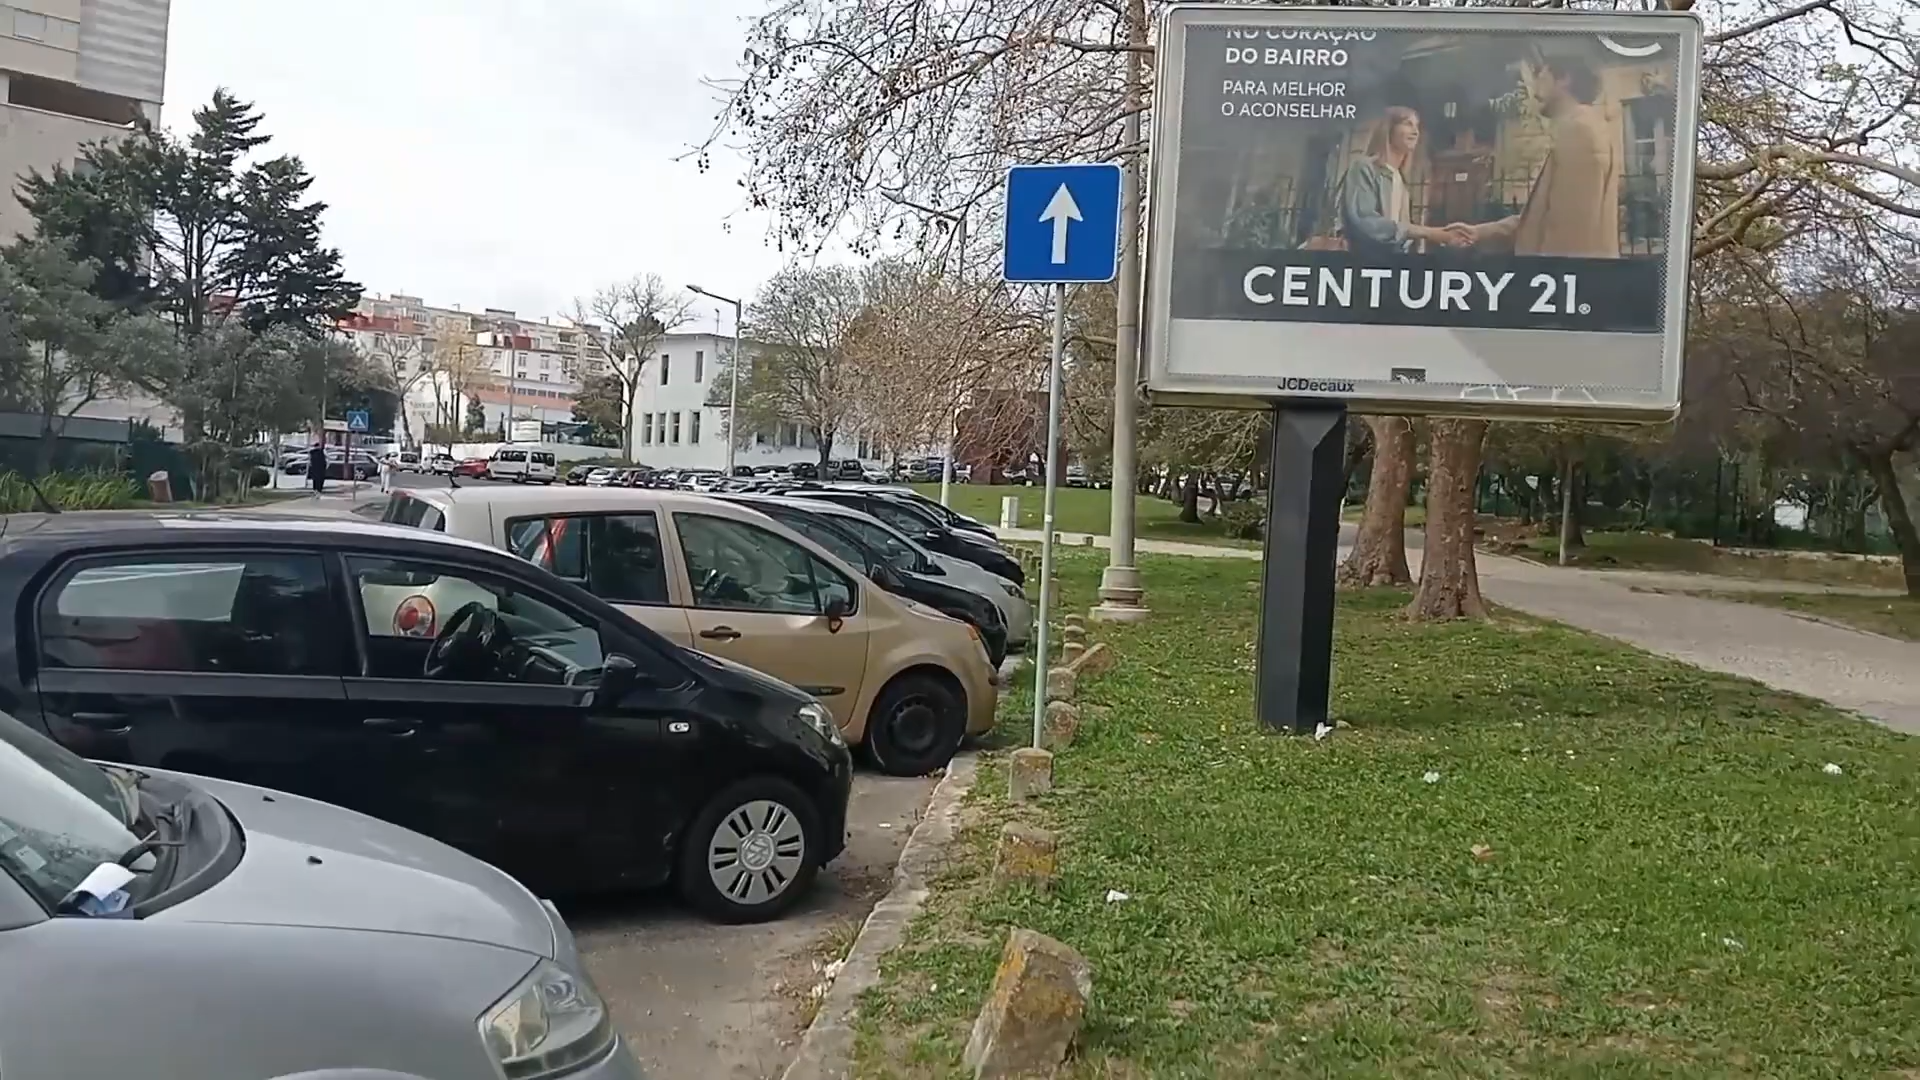 NO CORAÇÃO
DO BAIRRO
PARA MELHOR
O ACONSELHAR
CENTURY 21®
JCDecaux